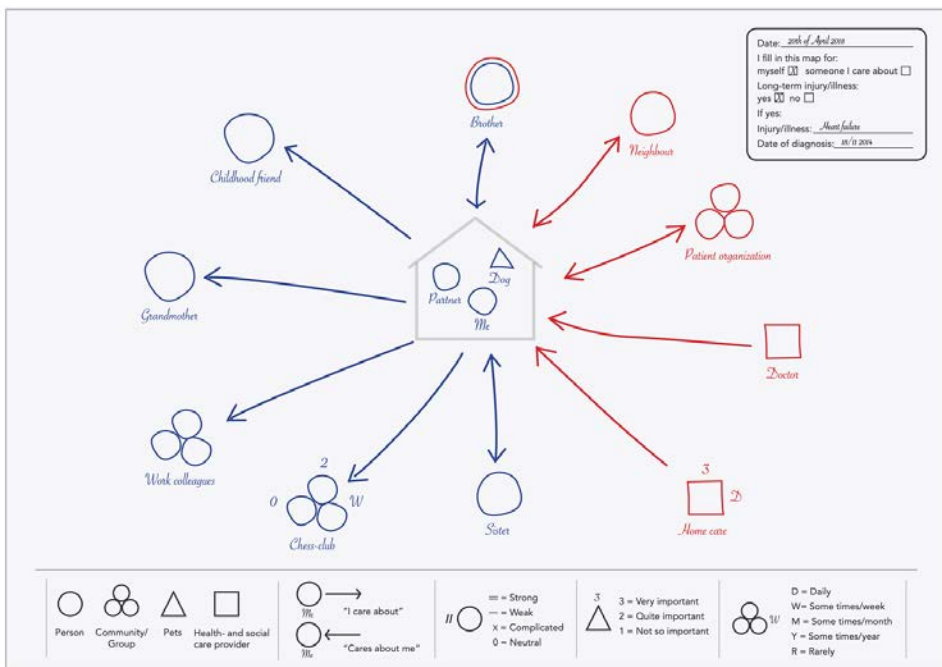 Date: 20th of April 2018
I fill in this map for:
myself ☒ someone I care about ☐
Long-term injury/illness:
yes ☒ no ☐
If yes:
Injury/illness: Heart failure
Date of diagnosis: 18/11 2014
Brother
Neighbour
Childhood friend
Patient organization
Dog
Partner
Me
Grandmother
Doctor
Work colleagues
2
0
W
Chess-club
Sister
3
D
Home care
Person
Community/
Group
Pets
Health- and social
care provider
Me
"I care about"
Me
"Cares about me"
II
= = Strong
-- = Weak
x = Complicated
0 = Neutral
3
3 = Very important
2 = Quite important
1 = Not so important
W
D = Daily
W= Some times/week
M = Some times/month
Y = Some times/year
R = Rarely